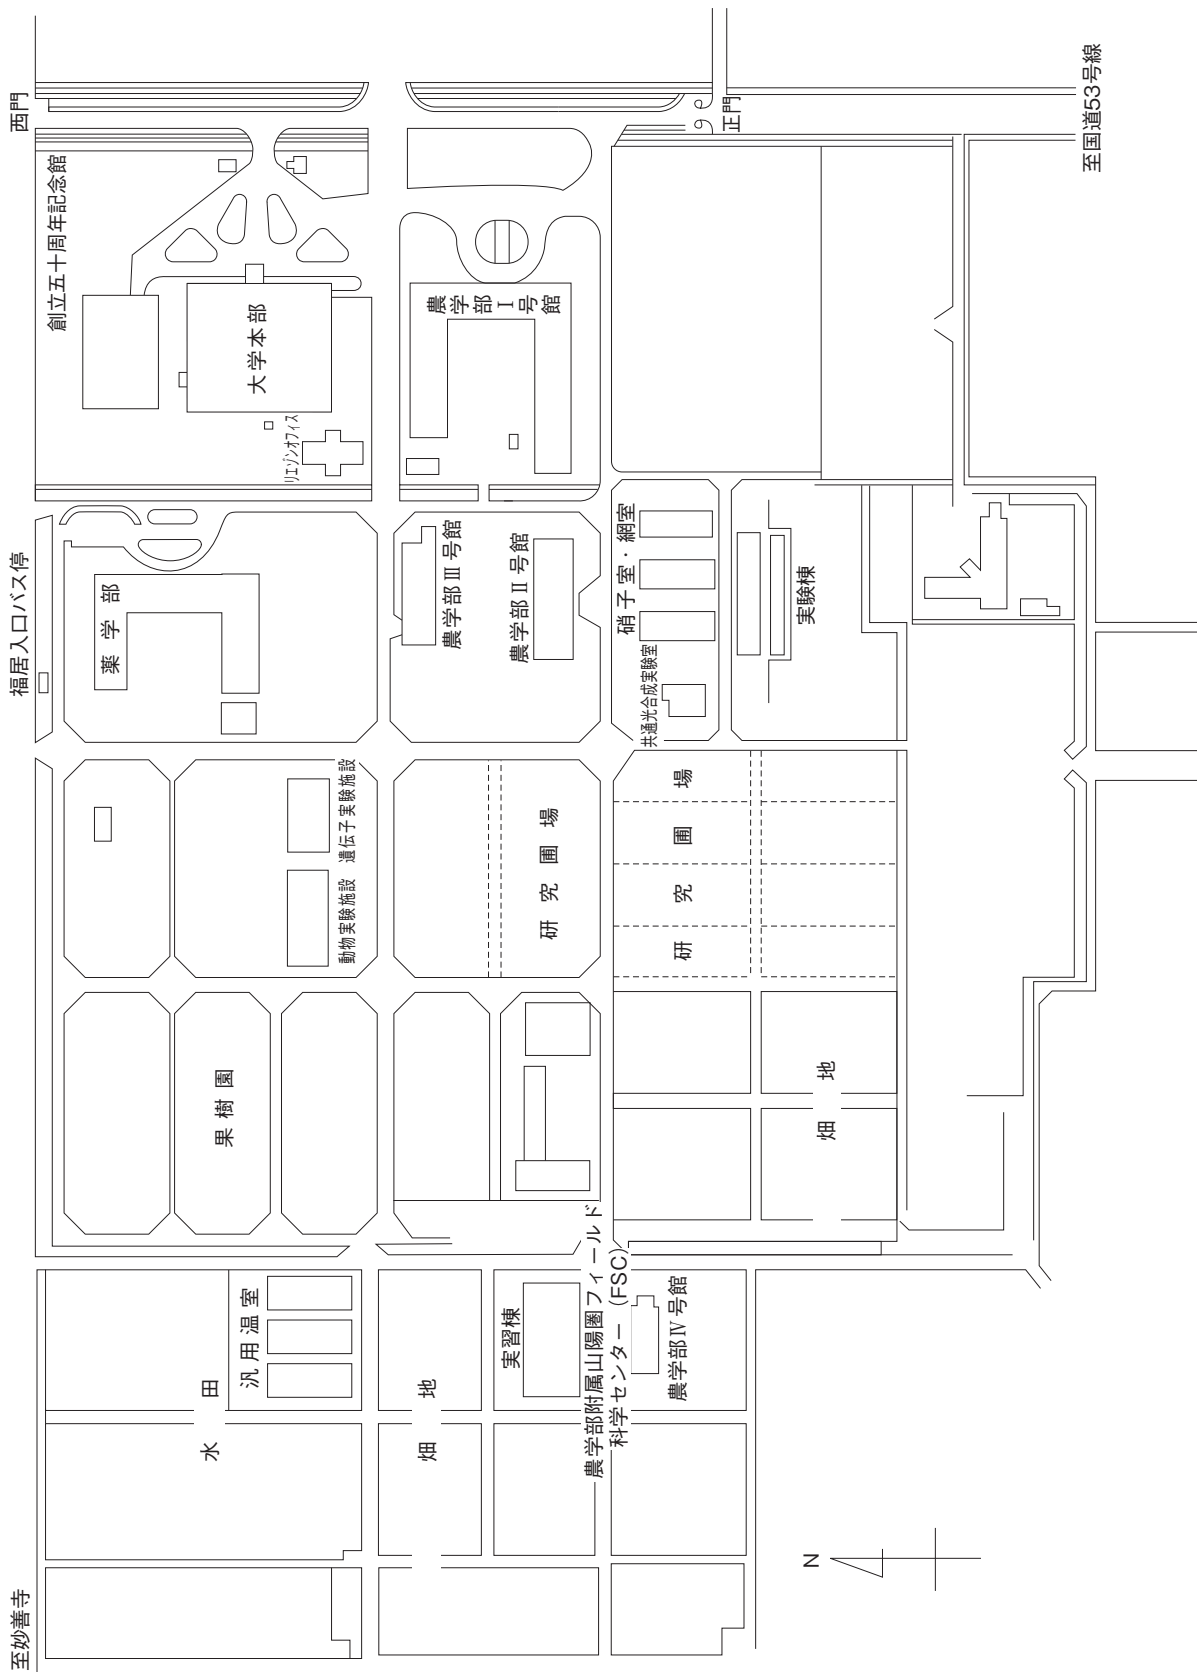 至妙善寺
福居入口バス停
西門
創立五十周年記念館
大学本部
リエゾンオフィス
薬学部
遺伝子実験施設
動物実験施設
果樹園
汎用温室
水田
農学部Ⅰ号館
農学部Ⅲ号館
農学部Ⅱ号館
研究圃場
畑地
実習棟
農学部附属山陽圏フィールド
科学センター (FSC)
農学部Ⅳ号館
硝子室・網室
共通光合成実験室
研究圃場
正門
実験棟
畑地
至国道53号線
N